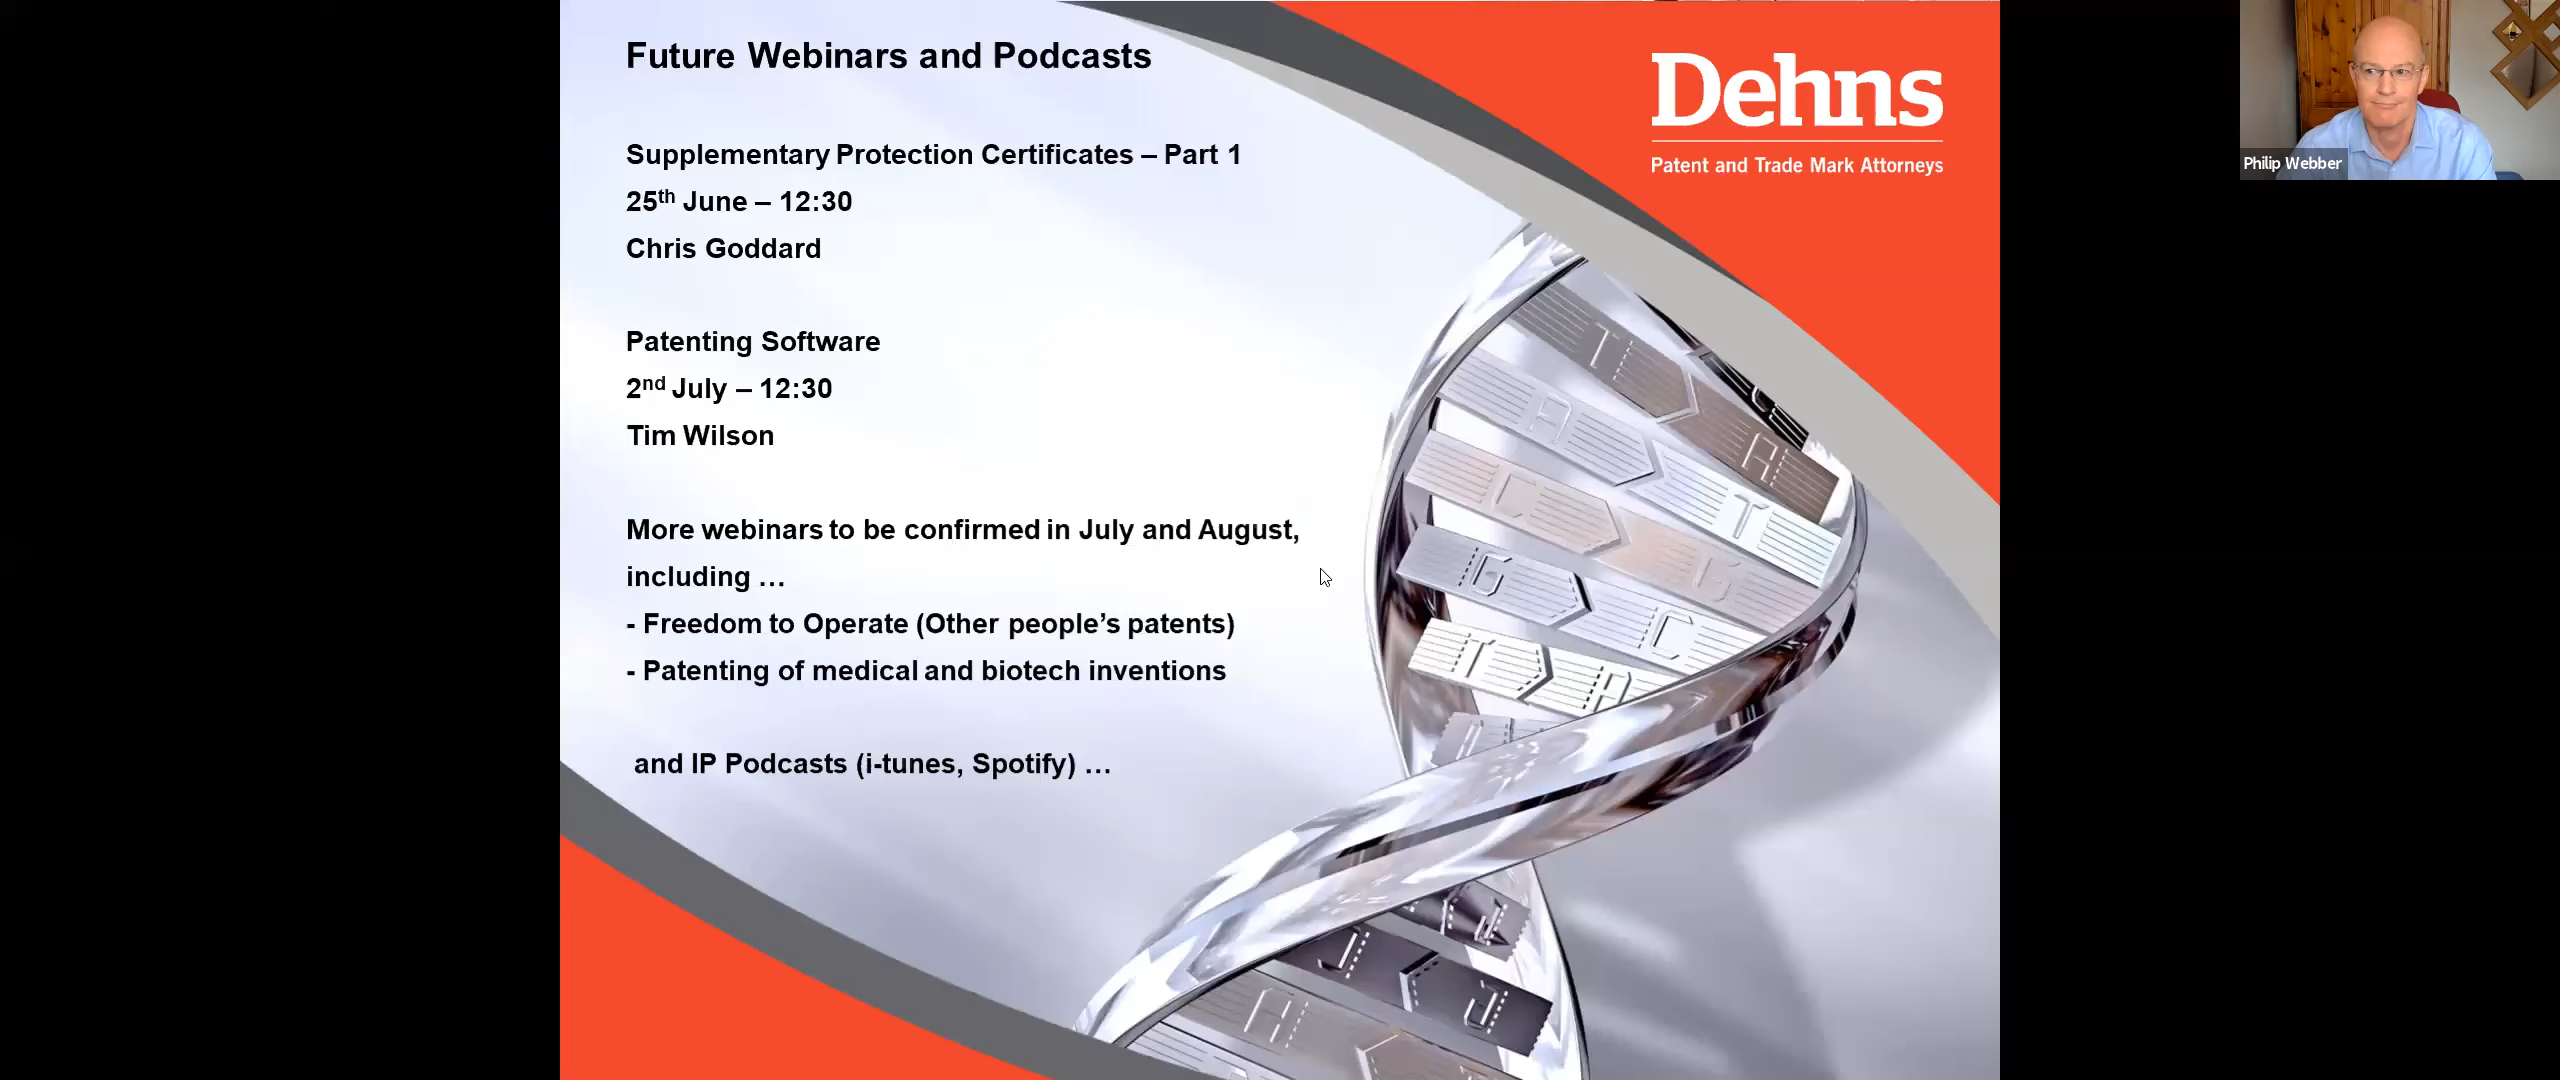 Future Webinars and Podcasts
Supplementary Protection Certificates – Part 1
25th June – 12:30
Chris Goddard
Patenting Software
2nd July – 12:30
Tim Wilson
More webinars to be confirmed in July and August,
including …
- Freedom to Operate (Other people’s patents)
- Patenting of medical and biotech inventions
and IP Podcasts (i-tunes, Spotify) …
Dehns
Patent and Trade Mark Attorneys
Philip Webber
T A
A T
C G
G C
T A